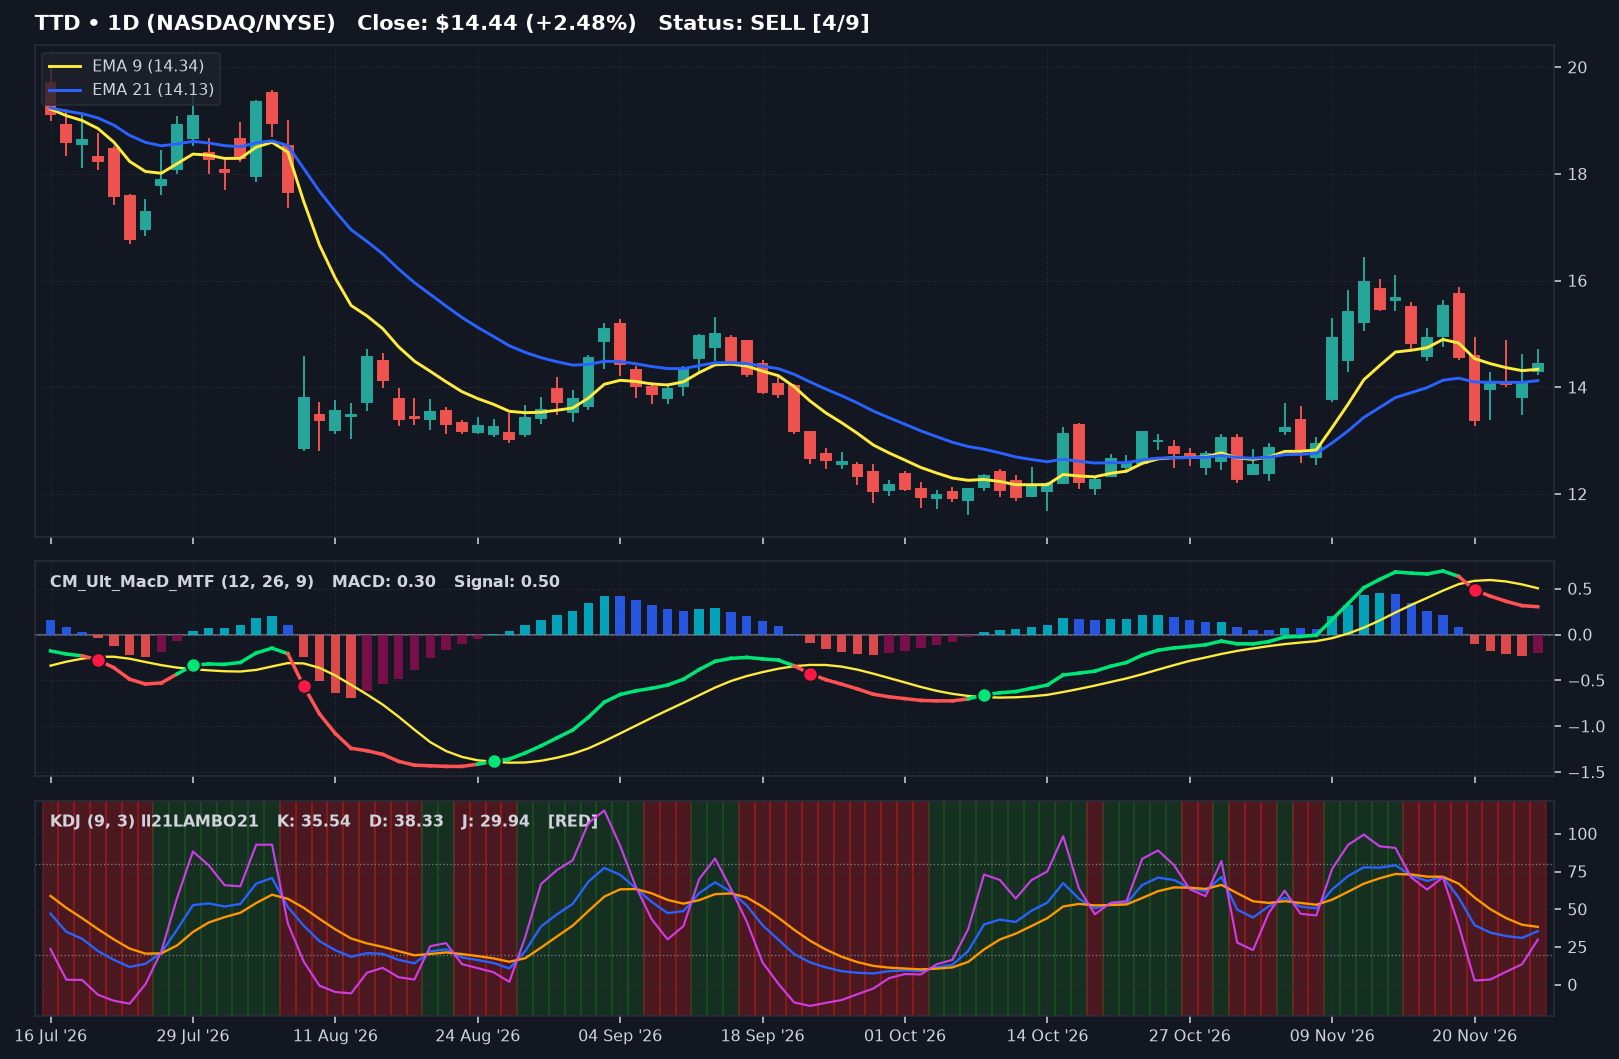 TTD • 1D (NASDAQ/NYSE)   Close: $14.44 (+2.48%)   Status: SELL [4/9]
EMA 9 (14.34)
EMA 21 (14.13)
20
18
16
14
12
CM_Ult_MacD_MTF (12, 26, 9)   MACD: 0.30   Signal: 0.50
0.5
0.0
−0.5
−1.0
−1.5
KDJ (9, 3) ll21LAMBO21   K: 35.54   D: 38.33   J: 29.94   [RED]
100
75
50
25
0
16 Jul '26
29 Jul '26
11 Aug '26
24 Aug '26
04 Sep '26
18 Sep '26
01 Oct '26
14 Oct '26
27 Oct '26
09 Nov '26
20 Nov '26